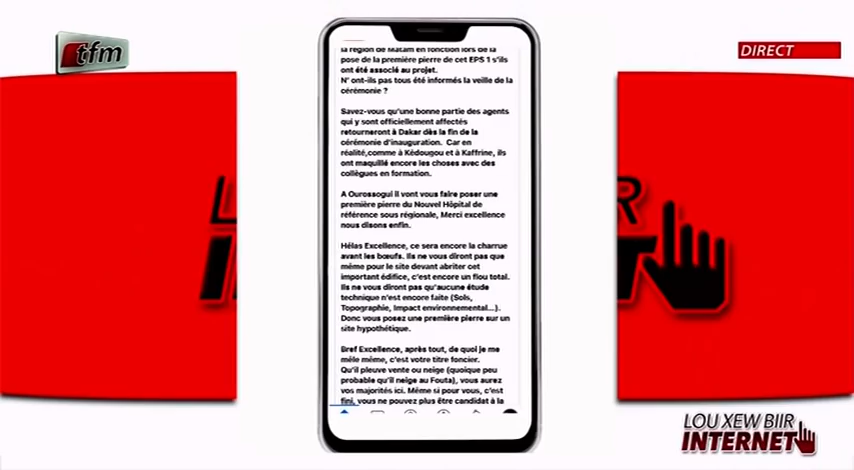 tfm
DIRECT
la région de Matam en fonction lors de la
pose de la première pierre de cet EPS 1 s'ils
ont été associé au projet.
N' ont-ils pas tous été informés la veille de la
cérémonie ?
Savez-vous qu'une bonne partie des agents
qui y sont officiellement affectés
retourneront à Dakar dès la fin de la
cérémonie d'inauguration. Car en
réalité,comme à Kédougou et à Kaffrine, ils
ont maquillé encore les choses avec des
collègues en formation.
A Ourossogui il vont vous faire poser une
première pierre du Nouvel Hôpital de
référence sous régionale, Merci excellence
nous disons enfin.
Hélas Excellence, ce sera encore la charrue
avant les bœufs. Ils ne vous diront pas que
même pour le site devant abriter cet
important édifice, c'est encore un flou total.
Ils ne vous diront pas qu'aucune étude
technique n'est encore faite (Sols,
Topographie, Impact environnemental...).
Donc vous posez une première pierre sur un
site hypothétique.
Bref Excellence, après tout, de quoi je me
mêle même, c'est votre titre foncier.
Qu'il pleuve vente ou neige (quoique peu
probable qu'il neige au Fouta), vous aurez
vos majorités ici. Même si pour vous, c'est
fini, vous ne pouvez plus être candidat à la
LOU XEW BIIR
INTERNET